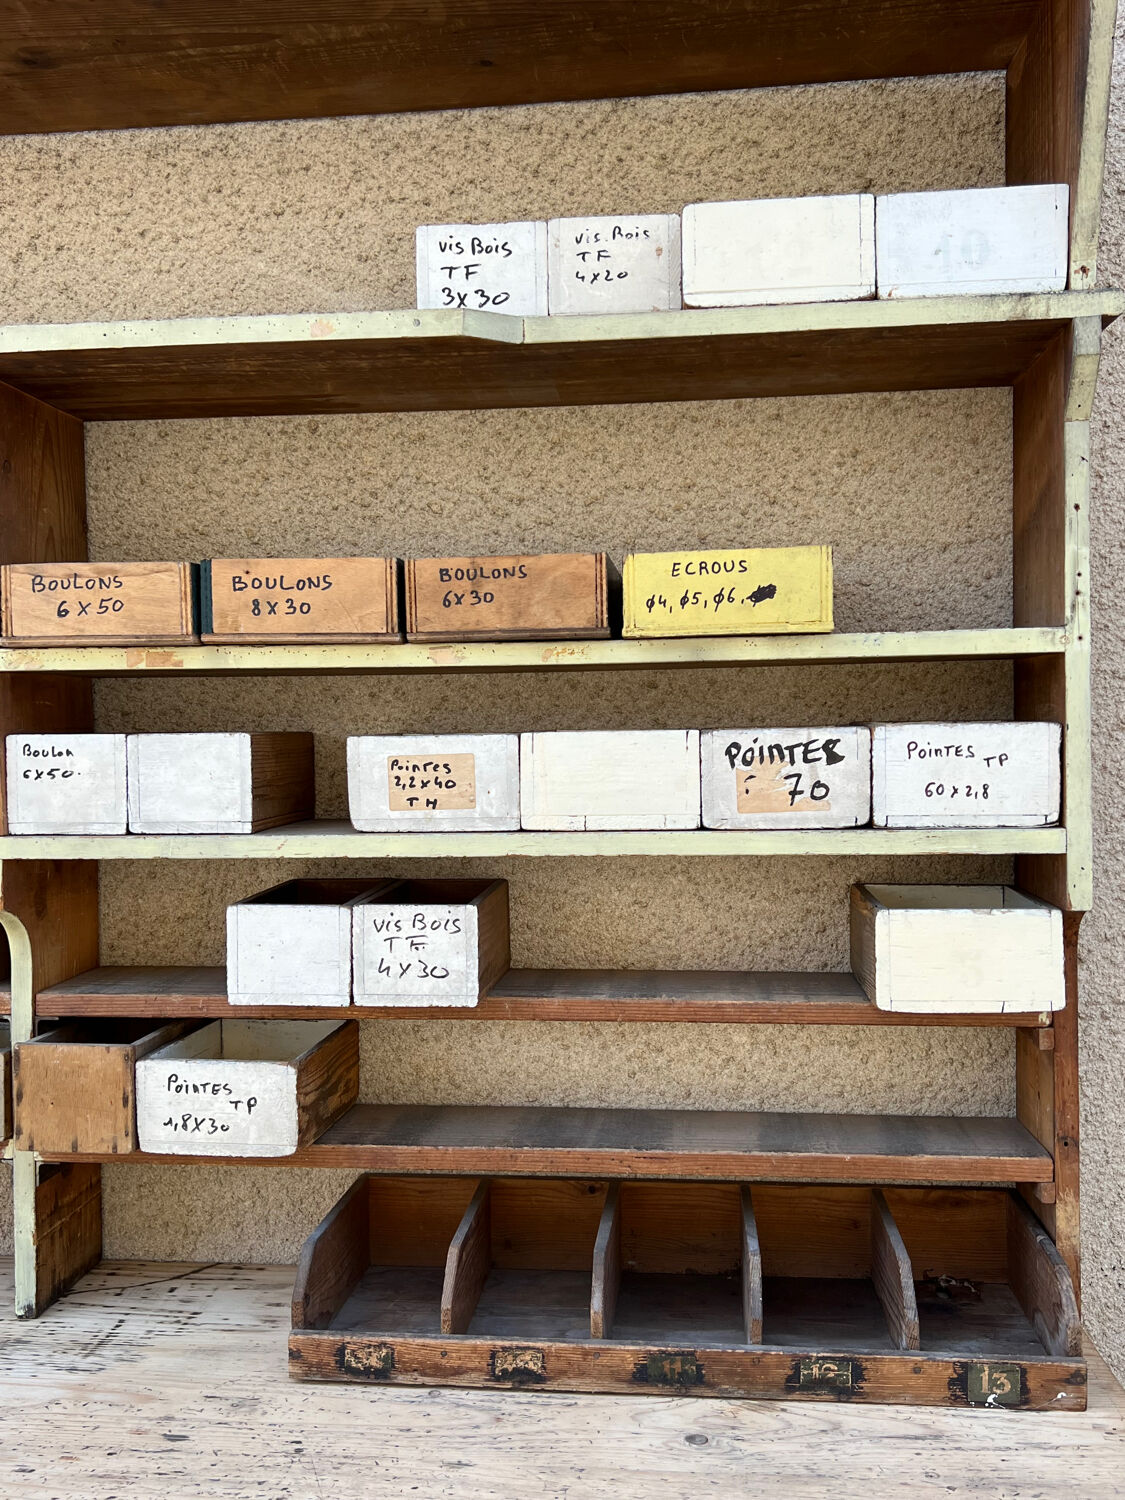 vis Bois
TF
3x30
vis. Bois
TF
4x20
BOULONS
6 x 50
BOULONS
8x30
BOULONS
6x30
ECROUS
ϕ4, ϕ5, ϕ6,
Boulon
6x50.
Pointes
2,2x40
TH
POiNTES
: 70
PoiNTES TP
60x2,8
vis Bois
TF
4x30
PoiNTES
TP
1,8x30
11
12
13